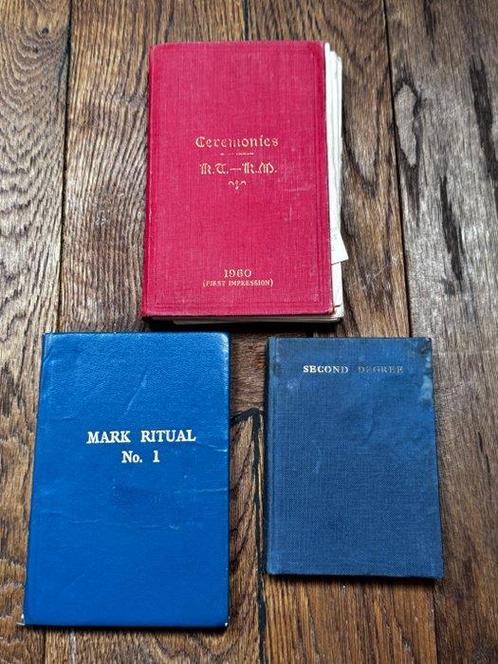 Ceremonies
K.T.—K.M.
1960
(FIRST IMPRESSION)
MARK RITUAL
No. 1
SECOND DEGREE